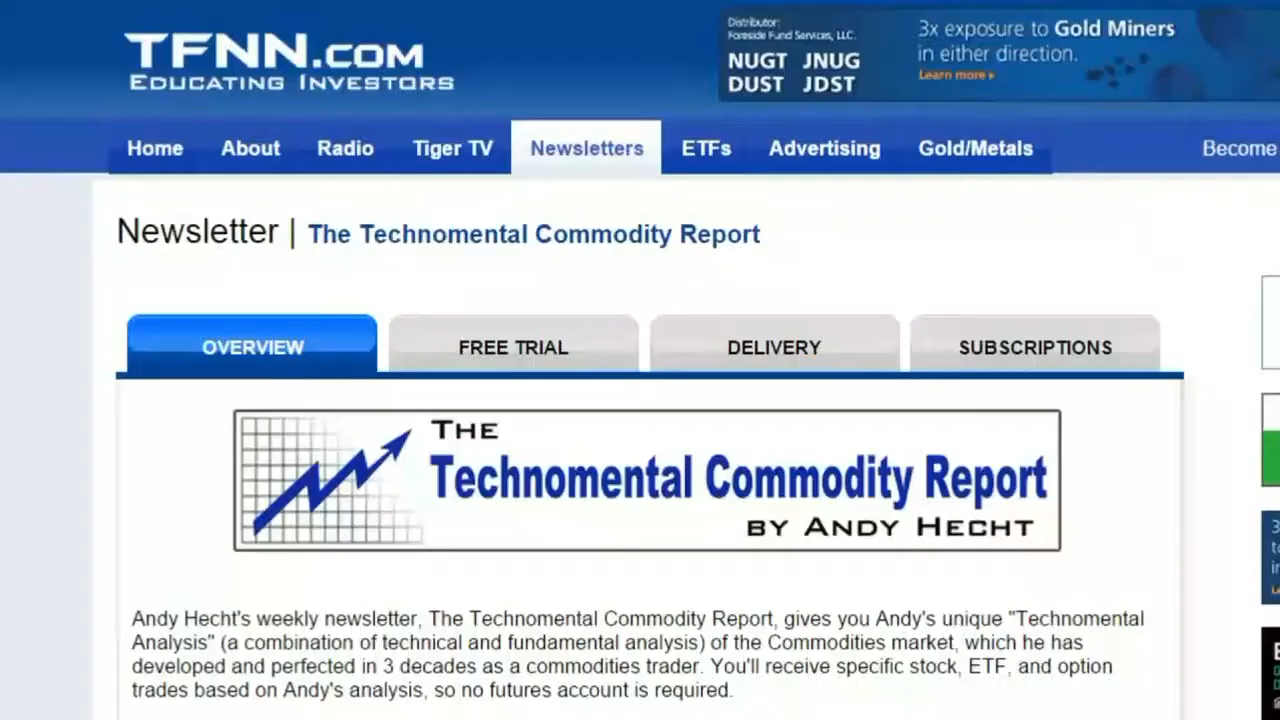 TFNN.COM
EDUCATING INVESTORS
Distributor:
Foreside Fund Services, LLC.
NUGT JNUG
DUST JDST
3x exposure to Gold Miners
in either direction.
Learn more
Home About Radio Tiger TV Newsletters ETFs Advertising Gold/Metals Become
Newsletter | The Technomental Commodity Report
OVERVIEW FREE TRIAL DELIVERY SUBSCRIPTIONS
THE
Technomental Commodity Report
BY ANDY HECHT
Andy Hecht's weekly newsletter, The Technomental Commodity Report, gives you Andy's unique "Technomental
Analysis" (a combination of technical and fundamental analysis) of the Commodities market, which he has
developed and perfected in 3 decades as a commodities trader. You'll receive specific stock, ETF, and option
trades based on Andy's analysis, so no futures account is required.